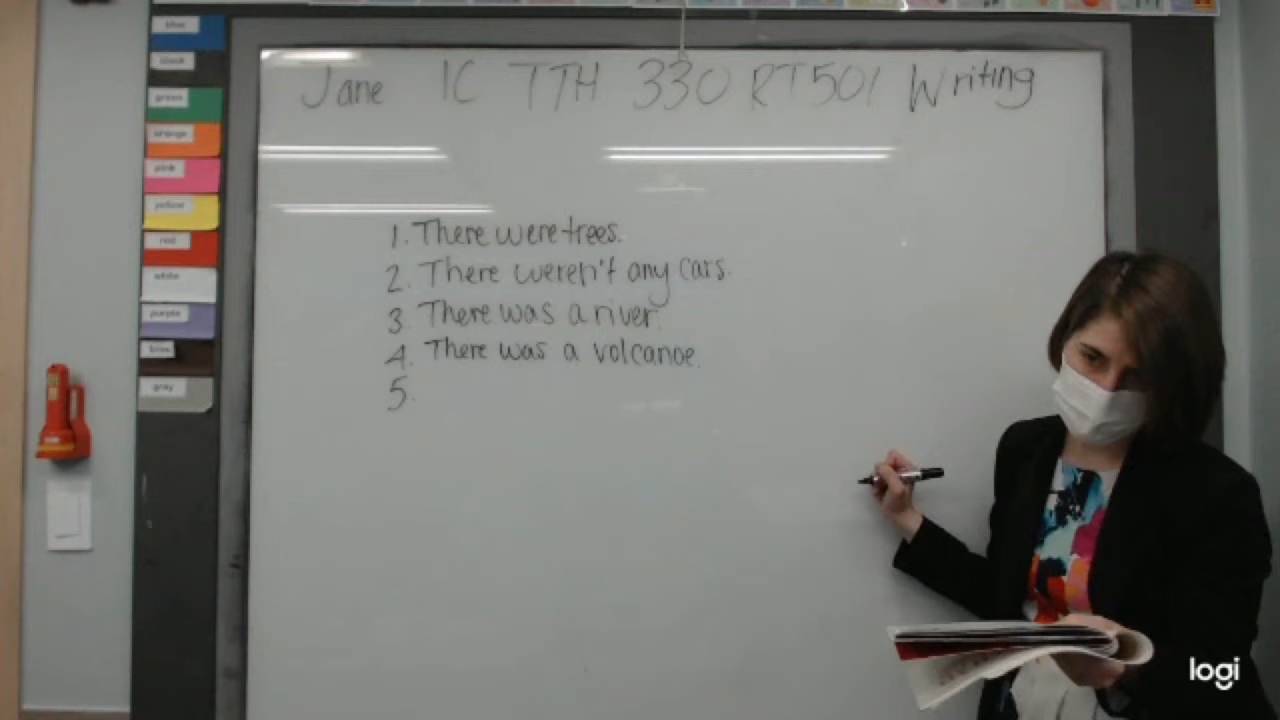 blue
black
green
orange
pink
yellow
red
white
purple
gray
Jane 1C TTH 330 RT501 Writing
1. There were trees.
2. There weren't any cars.
3. There was a river.
4. There was a volcanoe.
5.
logi